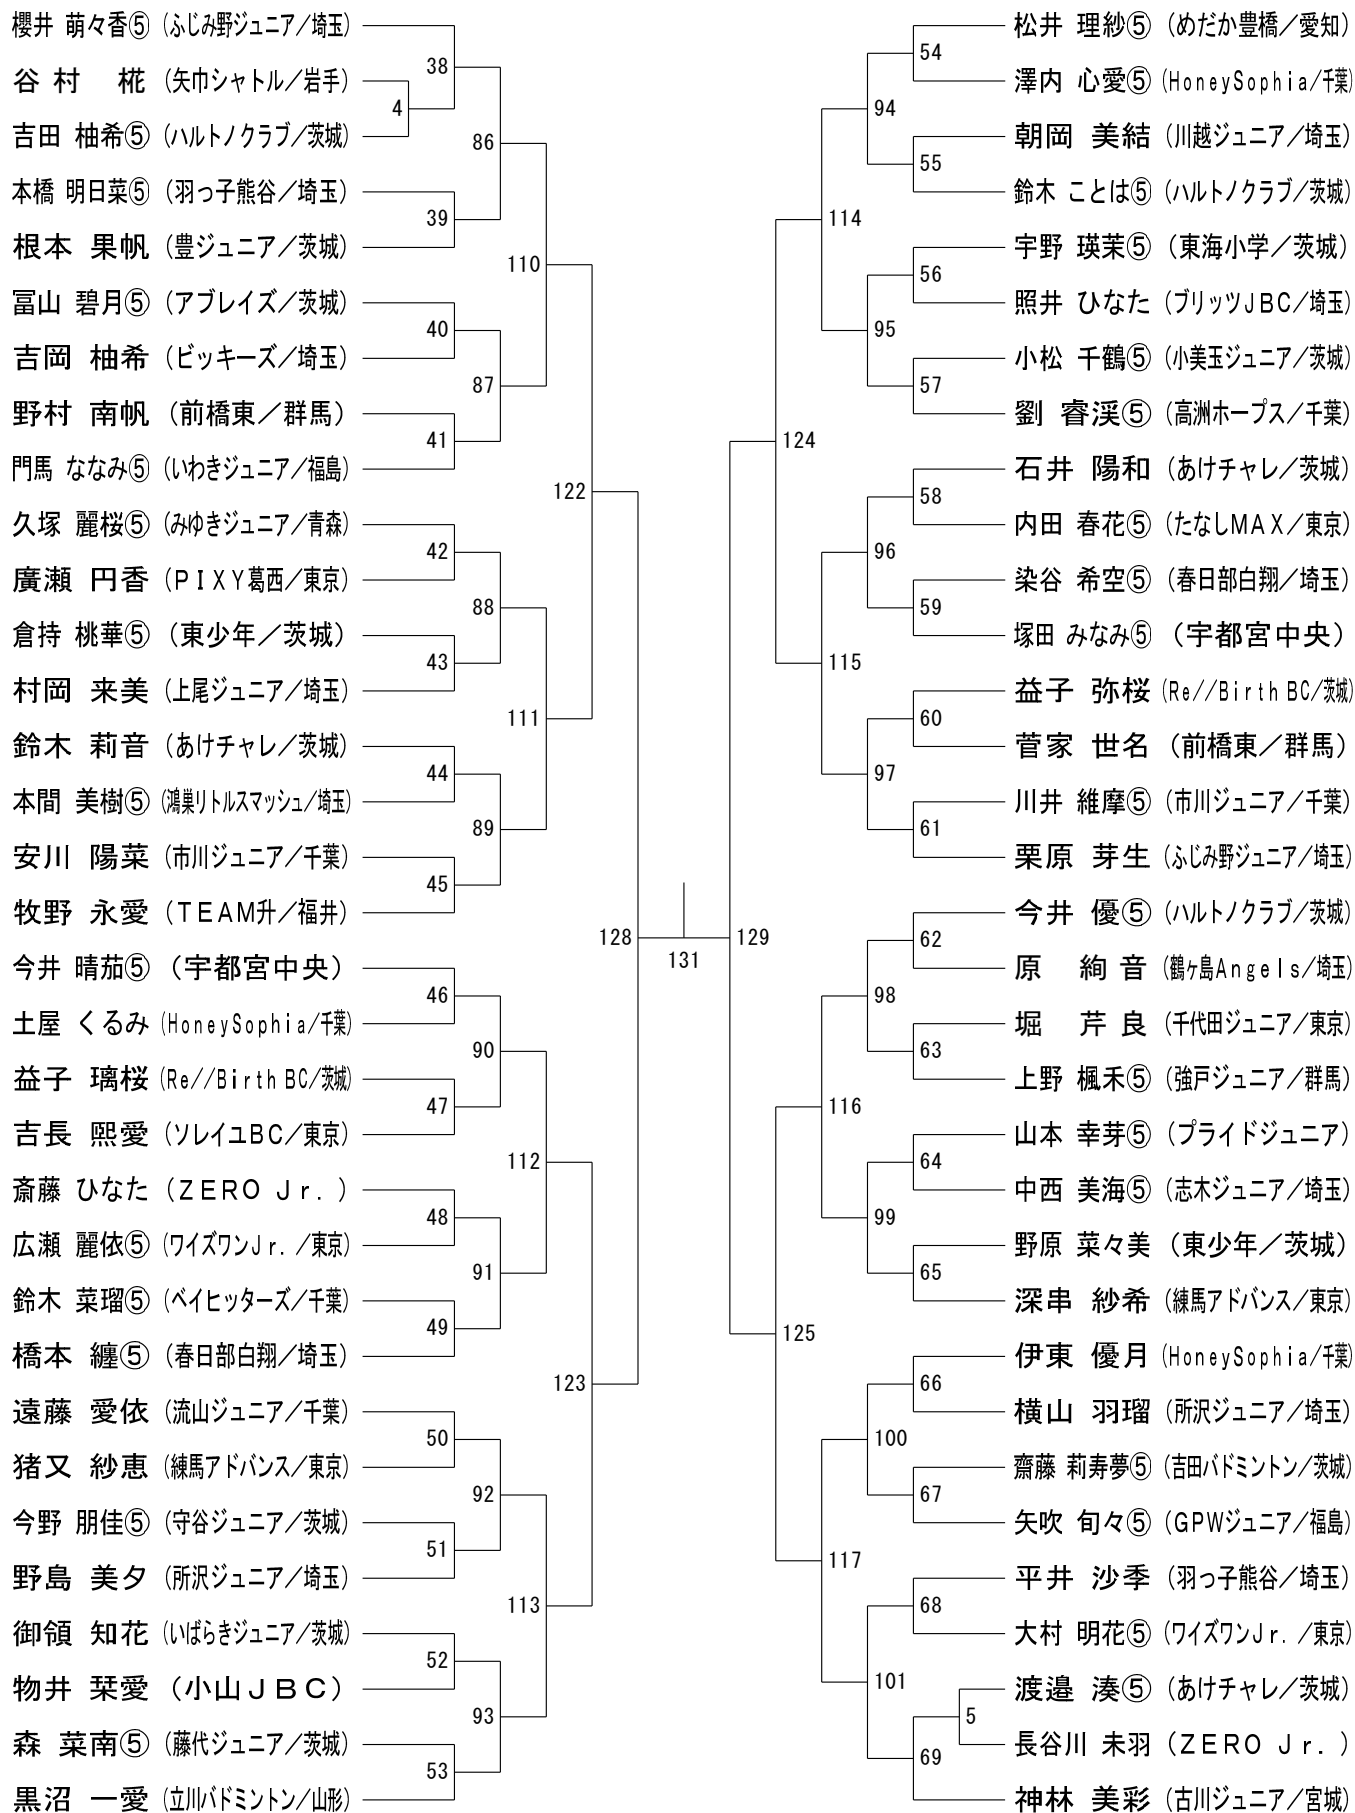 櫻井 萌々香⑤ (ふじみ野ジュニア／埼玉)
谷村 椛 (矢巾シャトル／岩手)
吉田 柚希⑤ (ハルトノクラブ／茨城)
本橋 明日菜⑤ (羽っ子熊谷／埼玉)
根本 果帆 (豊ジュニア／茨城)
冨山 碧月⑤ (アブレイズ／茨城)
吉岡 柚希 (ビッキーズ／埼玉)
野村 南帆 (前橋東／群馬)
門馬 ななみ⑤ (いわきジュニア／福島)
久塚 麗桜⑤ (みゆきジュニア／青森)
廣瀬 円香 (ＰＩＸＹ葛西／東京)
倉持 桃華⑤ (東少年／茨城)
村岡 来美 (上尾ジュニア／埼玉)
鈴木 莉音 (あけチャレ／茨城)
本間 美樹⑤ (鴻巣リトルスマッシュ／埼玉)
安川 陽菜 (市川ジュニア／千葉)
牧野 永愛 (ＴＥＡＭ升／福井)
今井 晴茄⑤ (宇都宮中央)
土屋 くるみ (HoneySophia/千葉)
益子 璃桜 (Re//Birth BC/茨城)
吉長 煕愛 (ソレイユＢＣ／東京)
斎藤 ひなた (ＺＥＲＯ Ｊｒ．)
広瀬 麗依⑤ (ワイズワンＪｒ．／東京)
鈴木 菜瑠⑤ (ベイヒッターズ／千葉)
橋本 纏⑤ (春日部白翔／埼玉)
遠藤 愛依 (流山ジュニア／千葉)
猪又 紗恵 (練馬アドバンス／東京)
今野 朋佳⑤ (守谷ジュニア／茨城)
野島 美夕 (所沢ジュニア／埼玉)
御領 知花 (いばらきジュニア／茨城)
物井 栞愛 (小山ＪＢＣ)
森 菜南⑤ (藤代ジュニア／茨城)
黒沼 一愛 (立川バドミントン／山形)
4
38
39
40
41
42
43
44
45
46
47
48
49
50
51
52
53
86
87
88
89
90
91
92
93
110
111
112
113
122
123
128
131
129
124
125
114
115
116
117
94
95
96
97
98
99
100
101
54
55
56
57
58
59
60
61
62
63
64
65
66
67
68
69
5
松井 理紗⑤ (めだか豊橋／愛知)
澤内 心愛⑤ (HoneySophia/千葉)
朝岡 美結 (川越ジュニア／埼玉)
鈴木 ことは⑤ (ハルトノクラブ／茨城)
宇野 瑛茉⑤ (東海小学／茨城)
照井 ひなた (ブリッツＪＢＣ／埼玉)
小松 千鶴⑤ (小美玉ジュニア／茨城)
劉 睿渓⑤ (高洲ホープス／千葉)
石井 陽和 (あけチャレ／茨城)
内田 春花⑤ (たなしＭＡＸ／東京)
染谷 希空⑤ (春日部白翔／埼玉)
塚田 みなみ⑤ (宇都宮中央)
益子 弥桜 (Re//Birth BC/茨城)
菅家 世名 (前橋東／群馬)
川井 維摩⑤ (市川ジュニア／千葉)
栗原 芽生 (ふじみ野ジュニア／埼玉)
今井 優⑤ (ハルトノクラブ／茨城)
原 絢音 (鶴ヶ島Ａｎｇｅｌｓ／埼玉)
堀 芹良 (千代田ジュニア／東京)
上野 楓禾⑤ (強戸ジュニア／群馬)
山本 幸芽⑤ (プライドジュニア)
中西 美海⑤ (志木ジュニア／埼玉)
野原 菜々美 (東少年／茨城)
深串 紗希 (練馬アドバンス／東京)
伊東 優月 (HoneySophia/千葉)
横山 羽瑠 (所沢ジュニア／埼玉)
齋藤 莉寿夢⑤ (吉田バドミントン／茨城)
矢吹 旬々⑤ (ＧＰＷジュニア／福島)
平井 沙季 (羽っ子熊谷／埼玉)
大村 明花⑤ (ワイズワンＪｒ．／東京)
渡邉 湊⑤ (あけチャレ／茨城)
長谷川 未羽 (ＺＥＲＯ Ｊｒ．)
神林 美彩 (古川ジュニア／宮城)